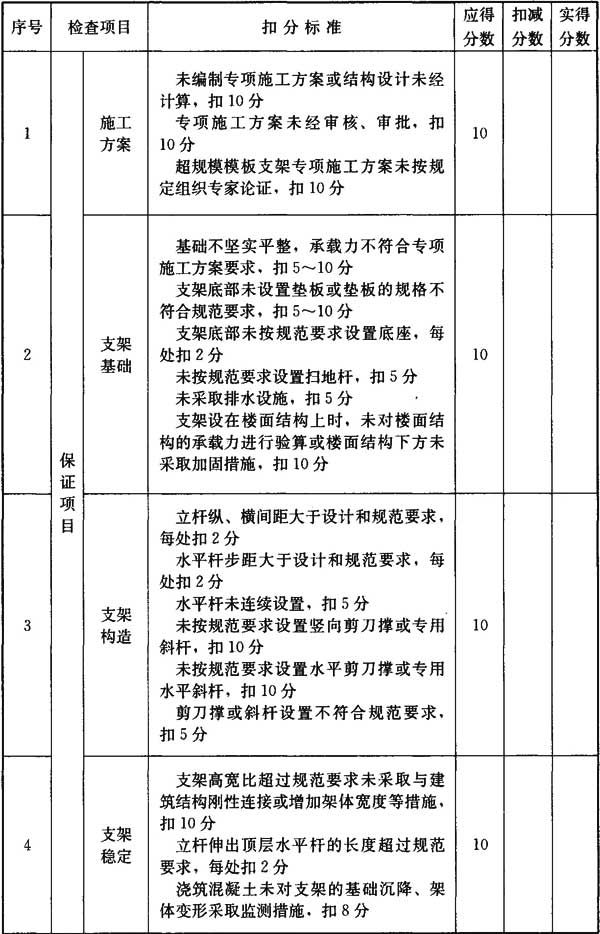 序号 检查项目 扣分标准 应得分数 扣减分数 实得分数
保证项目
1 施工方案
未编制专项施工方案或结构设计未经
计算，扣10分
专项施工方案未经审核、审批，扣
10分
超规模模板支架专项施工方案未按规
定组织专家论证，扣10分
10
2 支架基础
基础不坚实平整，承载力不符合专项
施工方案要求，扣5～10分
支架底部未设置垫板或垫板的规格不
符合规范要求，扣5～10分
支架底部未按规范要求设置底座，每
处扣2分
未按规范要求设置扫地杆，扣5分
未采取排水设施，扣5分
支架设在楼面结构上时，未对楼面结
构的承载力进行验算或楼面结构下方未
采取加固措施，扣10分
10
3 支架构造
立杆纵、横间距大于设计和规范要求，
每处扣2分
水平杆步距大于设计和规范要求，每
处扣2分
水平杆未连续设置，扣5分
未按规范要求设置竖向剪刀撑或专用
斜杆，扣10分
未按规范要求设置水平剪刀撑或专用
水平斜杆，扣10分
剪刀撑或斜杆设置不符合规范要求，
扣5分
10
4 支架稳定
支架高宽比超过规范要求未采取与建
筑结构刚性连接或增加架体宽度等措施，
扣10分
立杆伸出顶层水平杆的长度超过规范
要求，每处扣2分
浇筑混凝土未对支架的基础沉降、架
体变形采取监测措施，扣8分
10